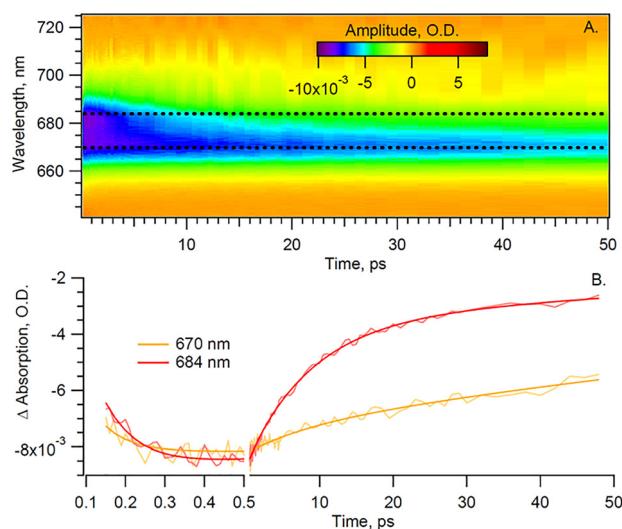 Amplitude, O.D.
A.
-10x10⁻³ -5 0 5
Wavelength, nm
720
700
680
660
10 20 30 40 50
Time, ps
B.
Δ Absorption, O.D.
-2
-4
-6
-8x10⁻³
670 nm
684 nm
0.1 0.2 0.3 0.4 0.5 10 20 30 40 50
Time, ps